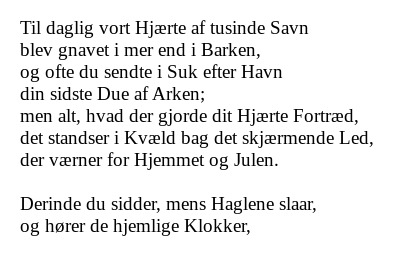 Til daglig vort Hjærte af tusinde Savn
blev gnavet i mer end i Barken,
og ofte du sendte i Suk efter Havn
din sidste Due af Arken;
men alt, hvad der gjorde dit Hjærte Fortræd,
det standser i Kvæld bag det skjærmende Led,
der værner for Hjemmet og Julen.

Derinde du sidder, mens Haglene slaar,
og hører de hjemlige Klokker,